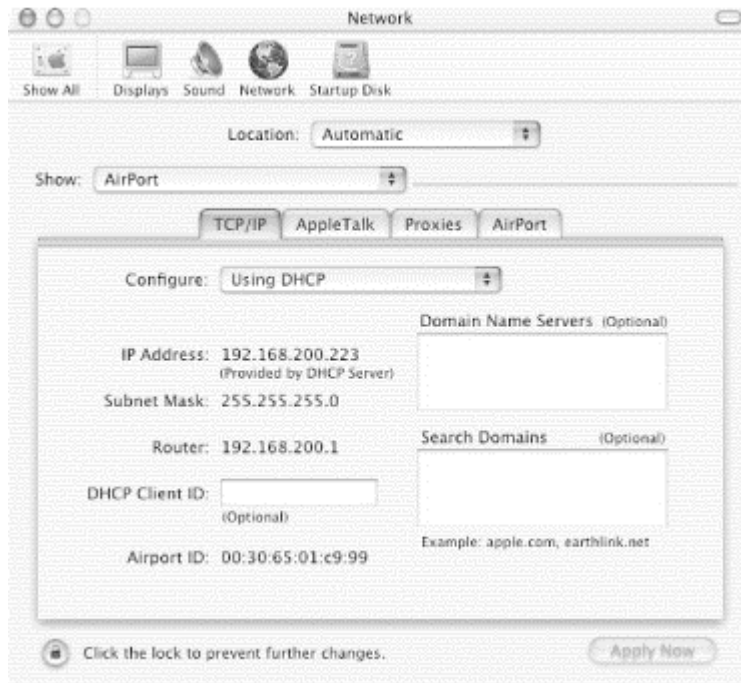 Network
Show All Displays Sound Network Startup Disk
Location: Automatic
Show: AirPort
TCP/IP AppleTalk Proxies AirPort
Configure: Using DHCP
Domain Name Servers (Optional)
IP Address: 192.168.200.223
(Provided by DHCP Server)
Subnet Mask: 255.255.255.0
Search Domains (Optional)
Router: 192.168.200.1
DHCP Client ID:
(Optional)
Example: apple.com, earthlink.net
Airport ID: 00:30:65:01:c9:99
Click the lock to prevent further changes.
Apply Now